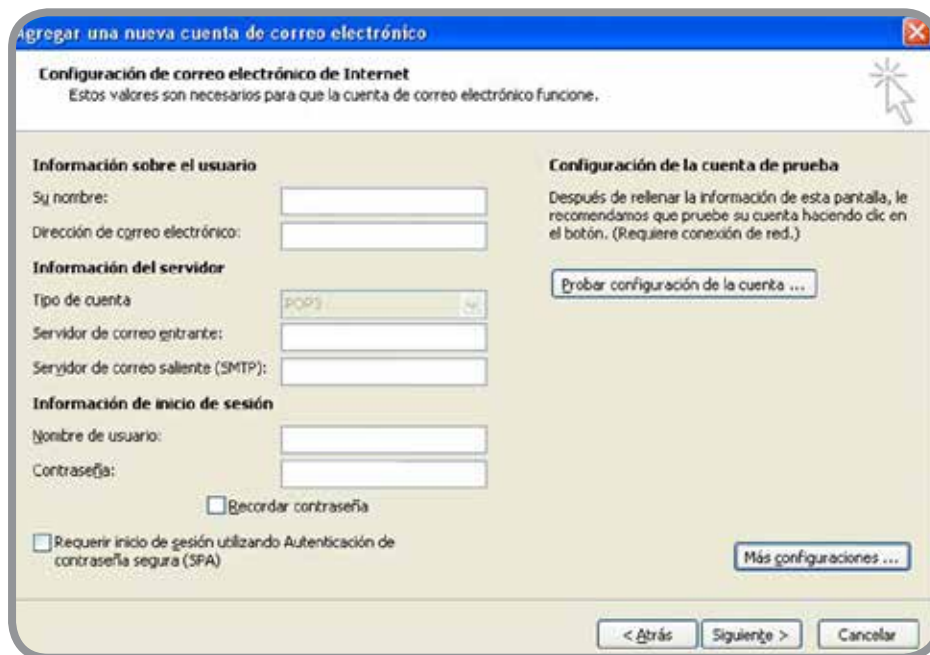 Agregar una nueva cuenta de correo electrónico
Configuración de correo electrónico de Internet
Estos valores son necesarios para que la cuenta de correo electrónico funcione.
Información sobre el usuario
Su nombre:
Dirección de correo electrónico:
Información del servidor
Tipo de cuenta
POP3
Servidor de correo entrante:
Servidor de correo saliente (SMTP):
Información de inicio de sesión
Nombre de usuario:
Contraseña:
Recordar contraseña
Requerir inicio de sesión utilizando Autenticación de
contraseña segura (SPA)
Configuración de la cuenta de prueba
Después de rellenar la información de esta pantalla, le
recomendamos que pruebe su cuenta haciendo clic en
el botón. (Requiere conexión de red.)
Probar configuración de la cuenta ...
Más configuraciones ...
< Atrás
Siguiente >
Cancelar